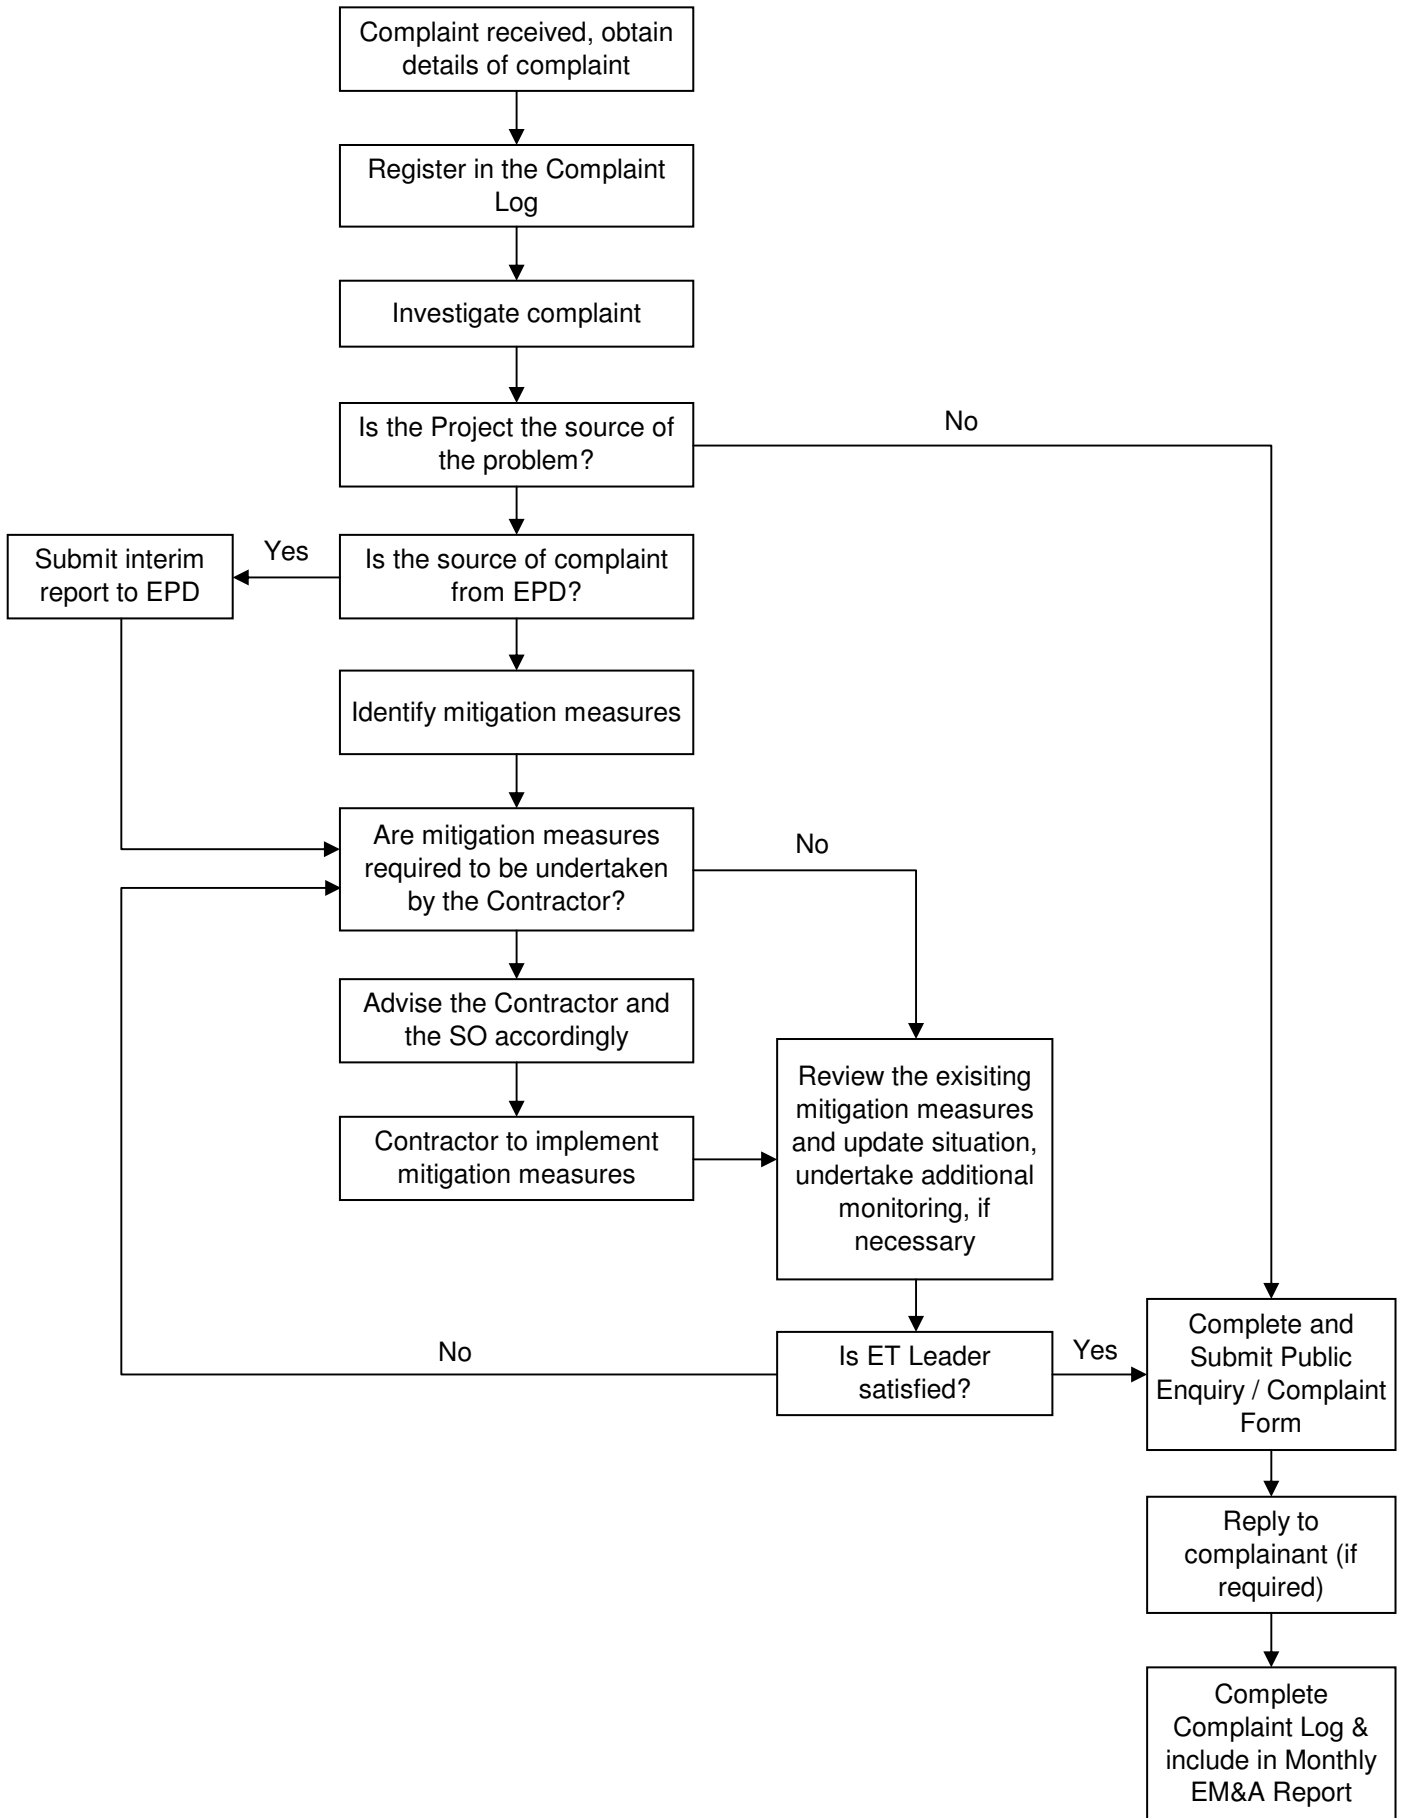 Complaint received, obtain
details of complaint
Register in the Complaint
Log
Investigate complaint
Is the Project the source of
the problem?
No
Submit interim
report to EPD
Yes
Is the source of complaint
from EPD?
Identify mitigation measures
Are mitigation measures
required to be undertaken
by the Contractor?
No
Advise the Contractor and
the SO accordingly
Contractor to implement
mitigation measures
Review the exisiting
mitigation measures
and update situation,
undertake additional
monitoring, if
necessary
Is ET Leader
satisfied?
No
Yes
Complete and
Submit Public
Enquiry / Complaint
Form
Reply to
complainant (if
required)
Complete
Complaint Log &
include in Monthly
EM&A Report